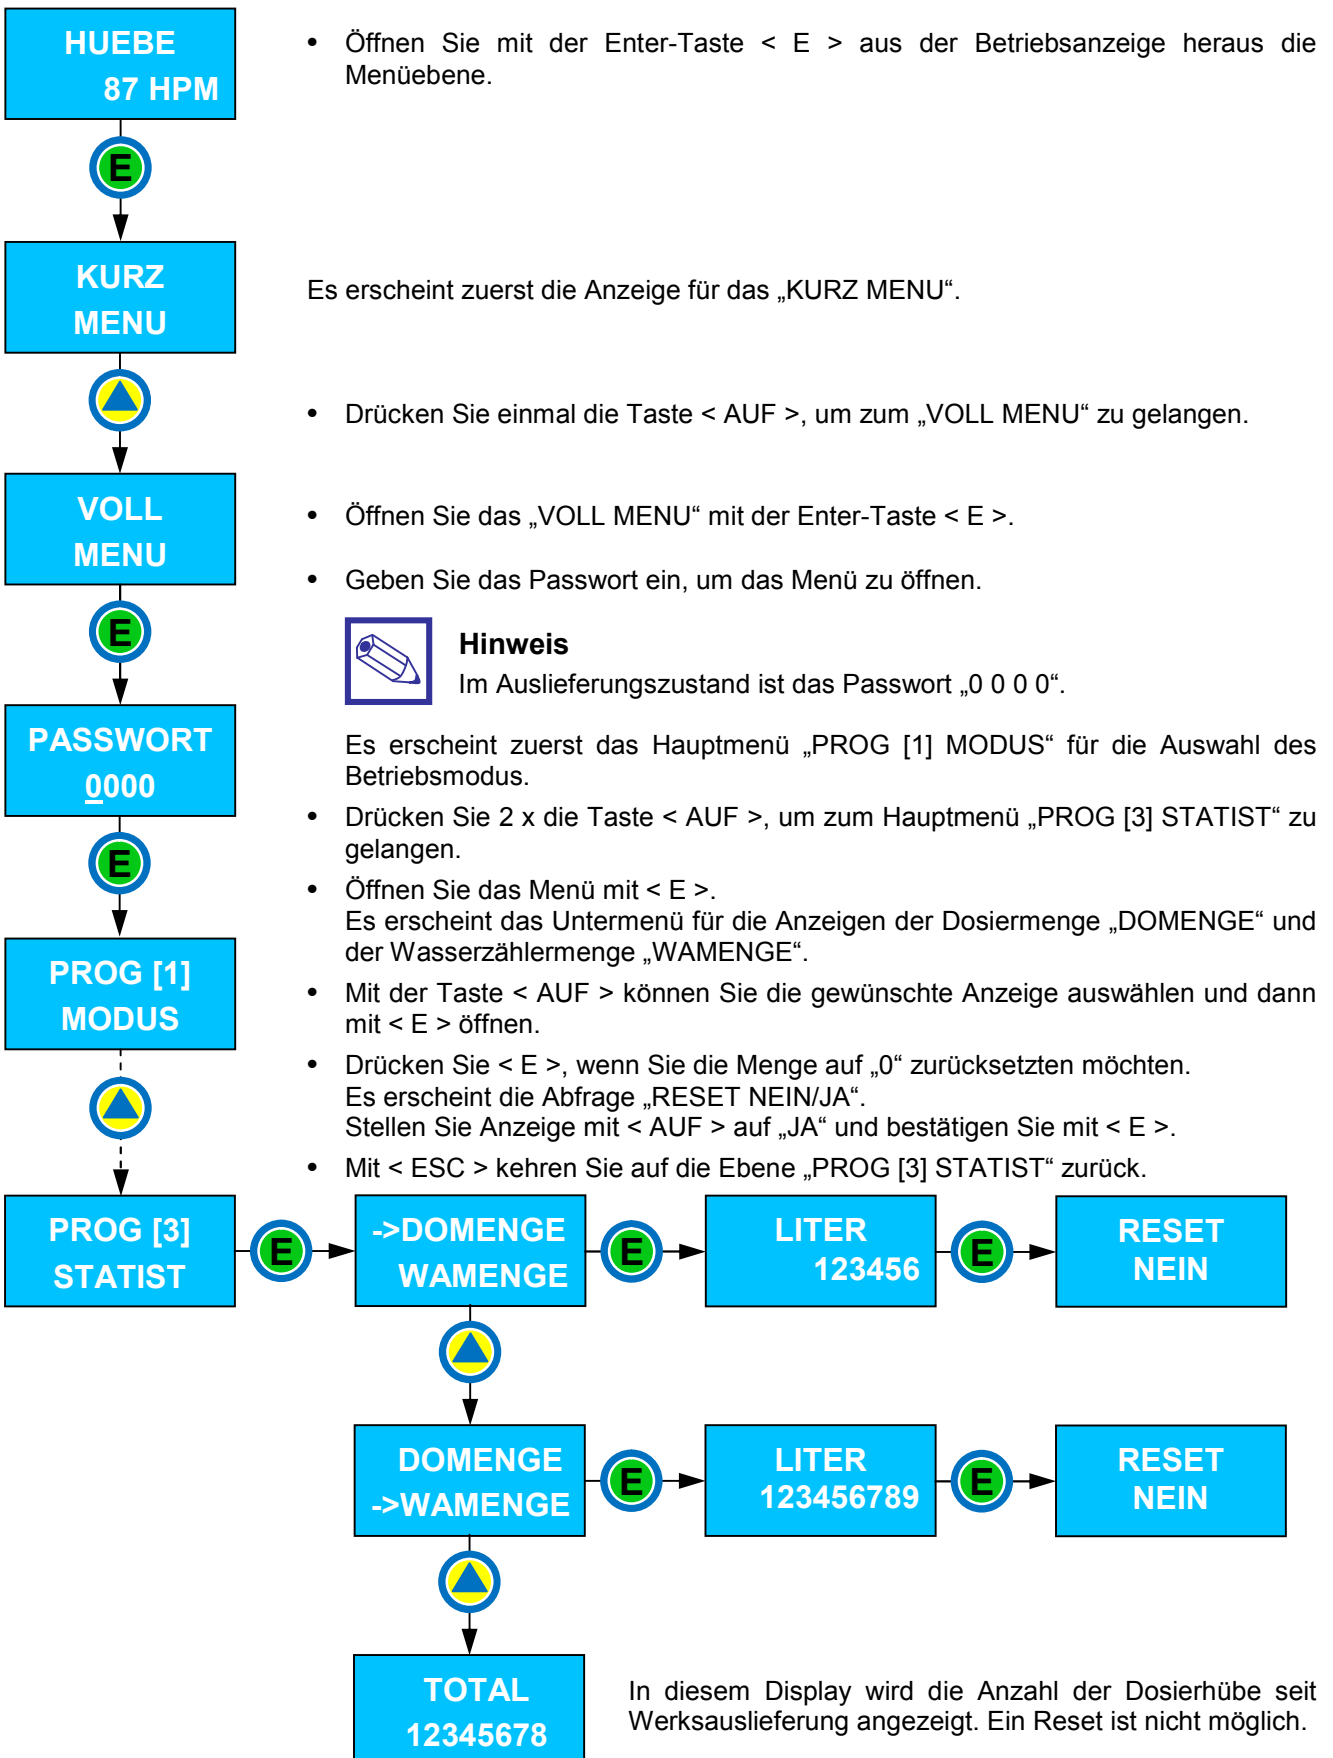 HUEBE
87 HPM
• Öffnen Sie mit der Enter-Taste < E > aus der Betriebsanzeige heraus die
Menüebene.
E
KURZ
MENU
Es erscheint zuerst die Anzeige für das „KURZ MENU“.
• Drücken Sie einmal die Taste < AUF >, um zum „VOLL MENU“ zu gelangen.
VOLL
MENU
• Öffnen Sie das „VOLL MENU“ mit der Enter-Taste < E >.
• Geben Sie das Passwort ein, um das Menü zu öffnen.
E
Hinweis
Im Auslieferungszustand ist das Passwort „0 0 0 0“.
PASSWORT
0000
Es erscheint zuerst das Hauptmenü „PROG [1] MODUS“ für die Auswahl des
Betriebsmodus.
• Drücken Sie 2 x die Taste < AUF >, um zum Hauptmenü „PROG [3] STATIST“ zu
gelangen.
E
• Öffnen Sie das Menü mit < E >.
Es erscheint das Untermenü für die Anzeigen der Dosiermenge „DOMENGE“ und
der Wasserzählermenge „WAMENGE“.
PROG [1]
MODUS
• Mit der Taste < AUF > können Sie die gewünschte Anzeige auswählen und dann
mit < E > öffnen.
• Drücken Sie < E >, wenn Sie die Menge auf „0“ zurücksetzten möchten.
Es erscheint die Abfrage „RESET NEIN/JA“.
Stellen Sie Anzeige mit < AUF > auf „JA“ und bestätigen Sie mit < E >.
• Mit < ESC > kehren Sie auf die Ebene „PROG [3] STATIST“ zurück.
PROG [3]
STATIST
E
->DOMENGE
WAMENGE
E
LITER
123456
E
RESET
NEIN
DOMENGE
->WAMENGE
E
LITER
123456789
E
RESET
NEIN
TOTAL
12345678
In diesem Display wird die Anzahl der Dosierhübe seit
Werksauslieferung angezeigt. Ein Reset ist nicht möglich.